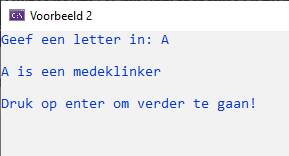 Voorbeeld 2
Geef een letter in: A
A is een medeklinker
Druk op enter om verder te gaan!